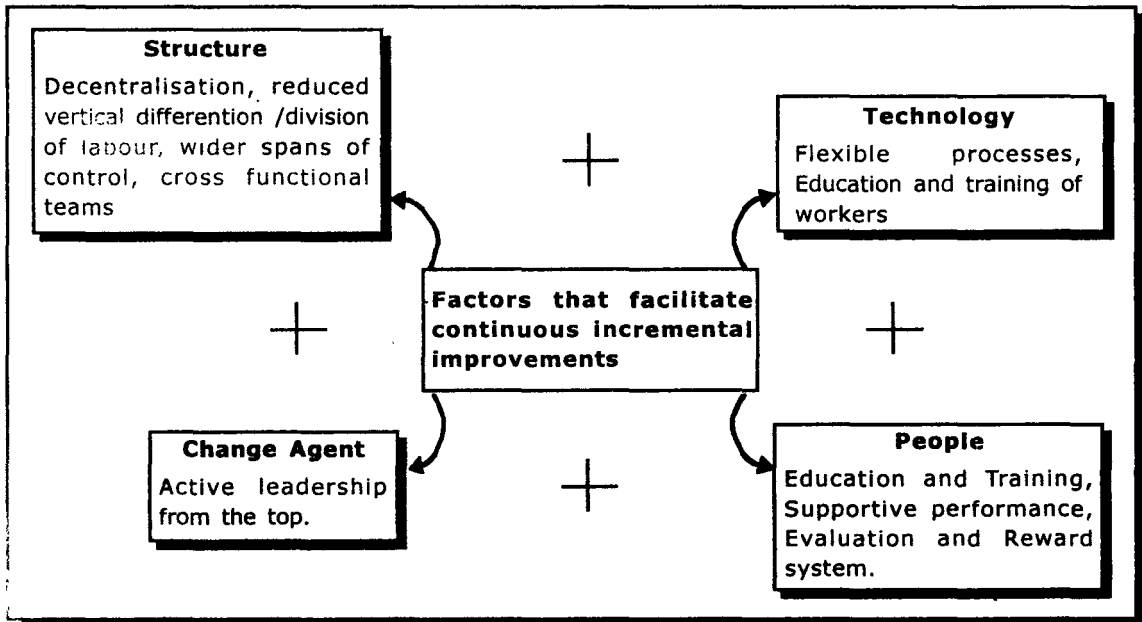 Structure
Decentralisation, reduced
vertical differention /division
of labour, wider spans of
control, cross functional
teams
Technology
Flexible processes,
Education and training of
workers
Factors that facilitate
continuous incremental
improvements
Change Agent
Active leadership
from the top.
People
Education and Training,
Supportive performance,
Evaluation and Reward
system.